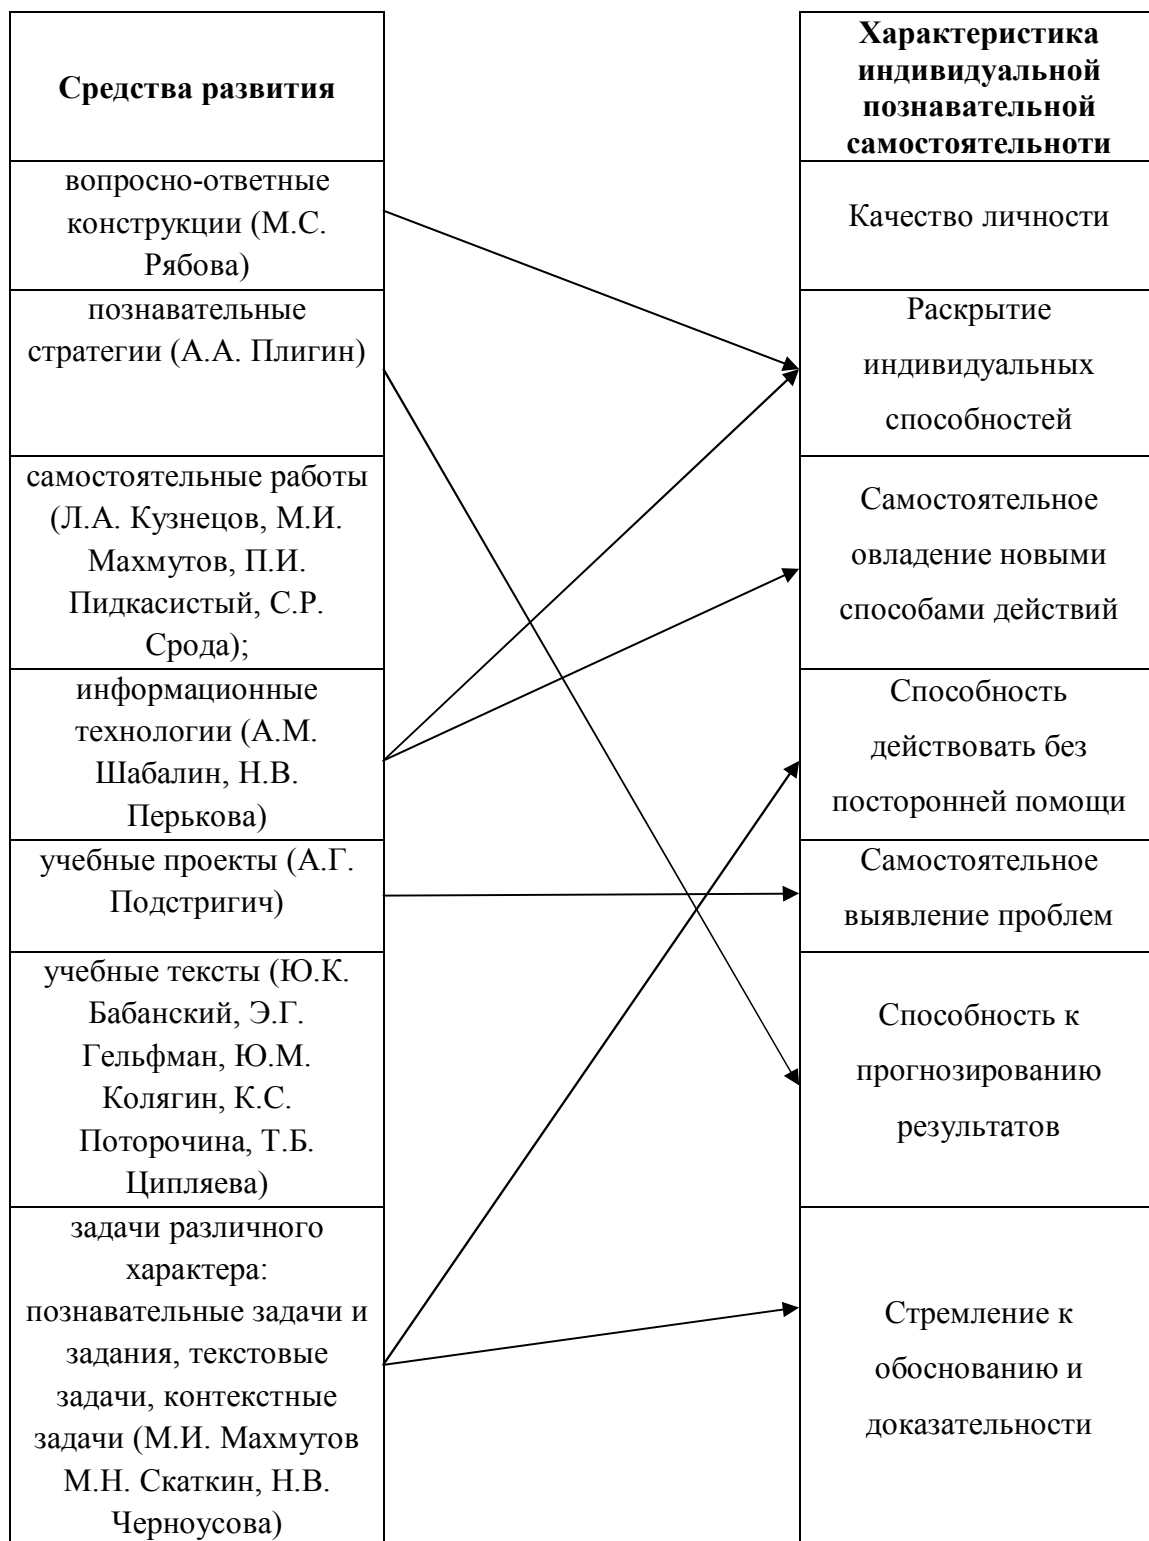 Средства развития
вопросно-ответные
конструкции (М.С.
Рябова)
познавательные
стратегии (А.А. Плигин)
самостоятельные работы
(Л.А. Кузнецов, М.И.
Махмутов, П.И.
Пидкасистый, С.Р.
Срода);
информационные
технологии (А.М.
Шабалин, Н.В.
Перькова)
учебные проекты (А.Г.
Подстригич)
учебные тексты (Ю.К.
Бабанский, Э.Г.
Гельфман, Ю.М.
Колягин, К.С.
Поторочина, Т.Б.
Ципляева)
задачи различного
характера:
познавательные задачи и
задания, текстовые
задачи, контекстные
задачи (М.И. Махмутов
М.Н. Скаткин, Н.В.
Черноусова)
Характеристика
индивидуальной
познавательной
самостоятельноти
Качество личности
Раскрытие
индивидуальных
способностей
Самостоятельное
овладение новыми
способами действий
Способность
действовать без
посторонней помощи
Самостоятельное
выявление проблем
Способность к
прогнозированию
результатов
Стремление к
обоснованию и
доказательности